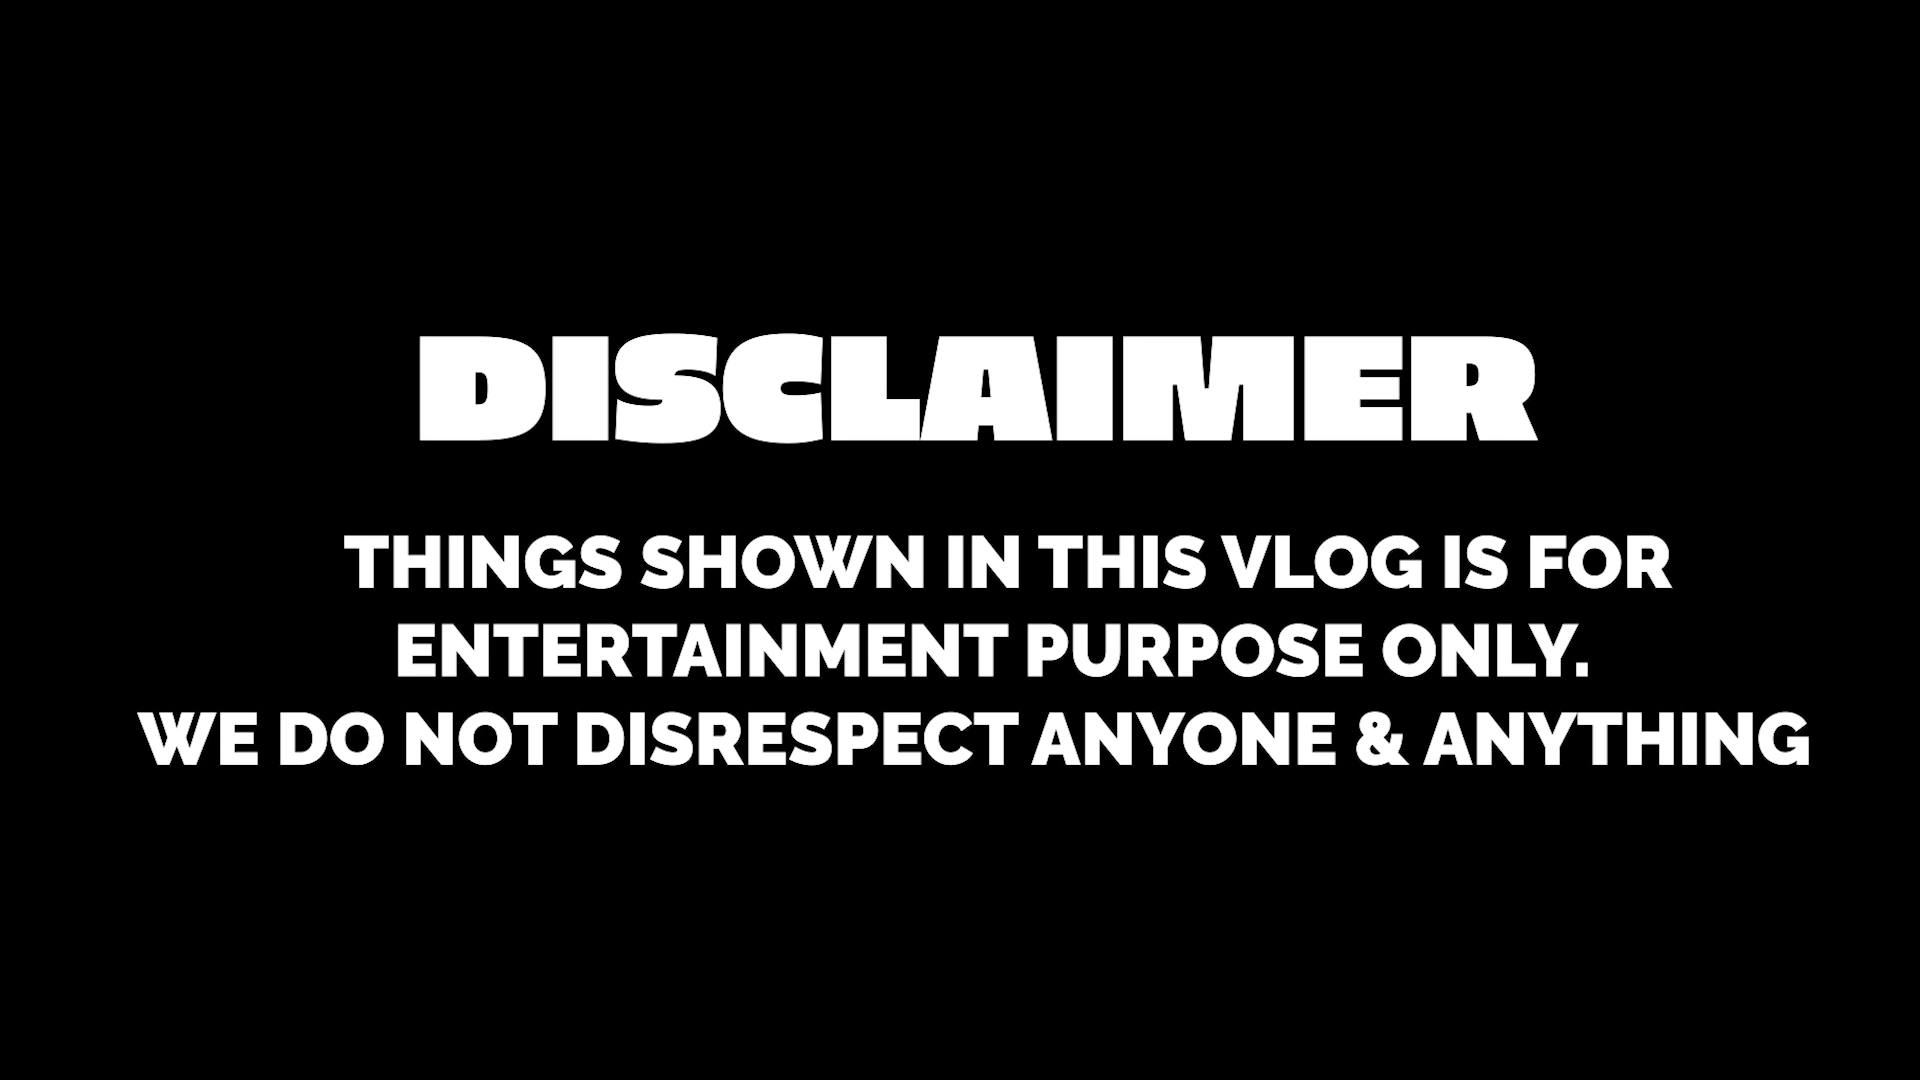 DISCLAIMER
THINGS SHOWN IN THIS VLOG IS FOR
ENTERTAINMENT PURPOSE ONLY.
WE DO NOT DISRESPECT ANYONE & ANYTHING